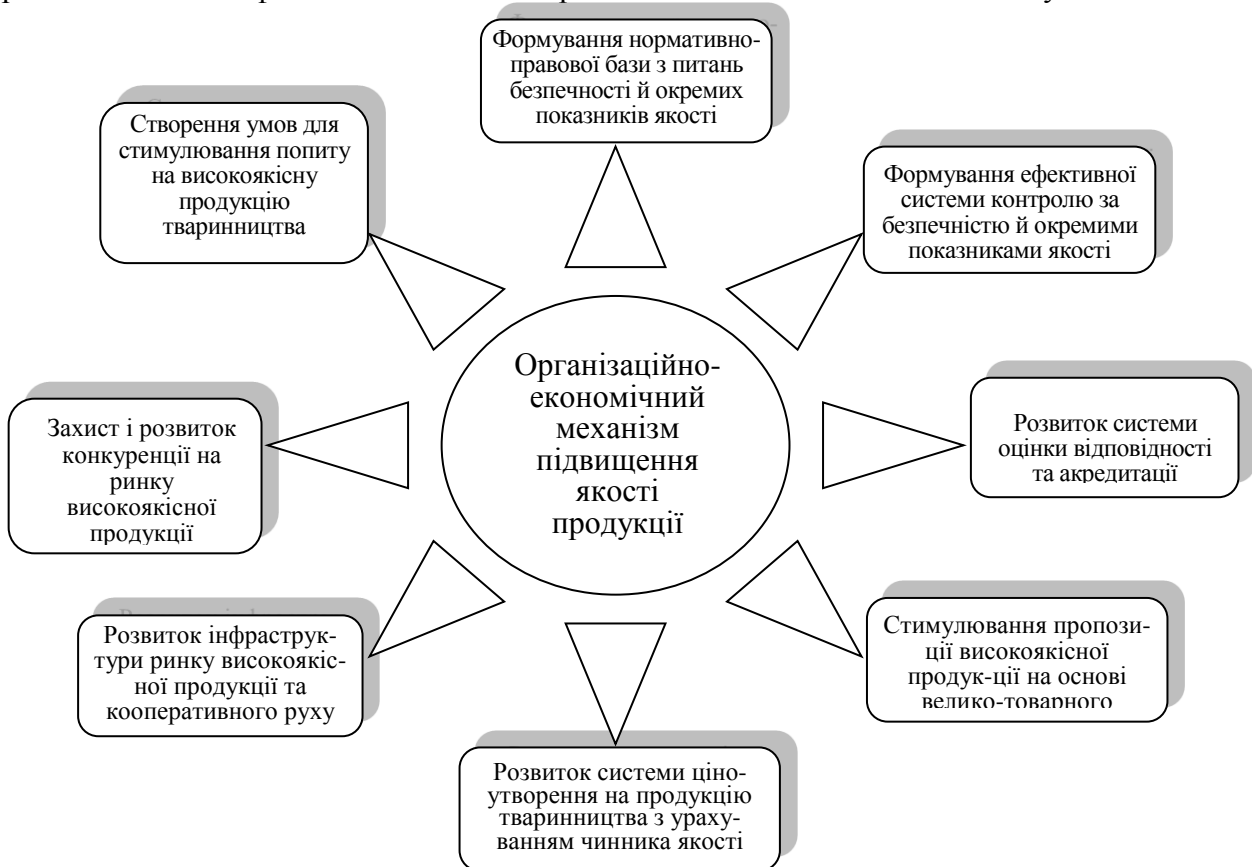 Формування нормативно-
правової бази з питань
безпечності й окремих
показників якості
Створення умов для
стимулювання попиту
на високоякісну
продукцію
тваринництва
Формування ефективної
системи контролю за
безпечністю й окремими
показниками якості
Організаційно-
економічний
механізм
підвищення
якості
продукції
Захист і розвиток
конкуренції на
ринку
високоякісної
продукції
Розвиток системи
оцінки відповідності
та акредитації
Розвиток інфраструк-
тури ринку високоякіс-
ної продукції та
кооперативного руху
Стимулювання пропози-
ції високоякісної
продук-ції на основі
велико-товарного
Розвиток системи ціно-
утворення на продукцію
тваринництва з ураху-
ванням чинника якості